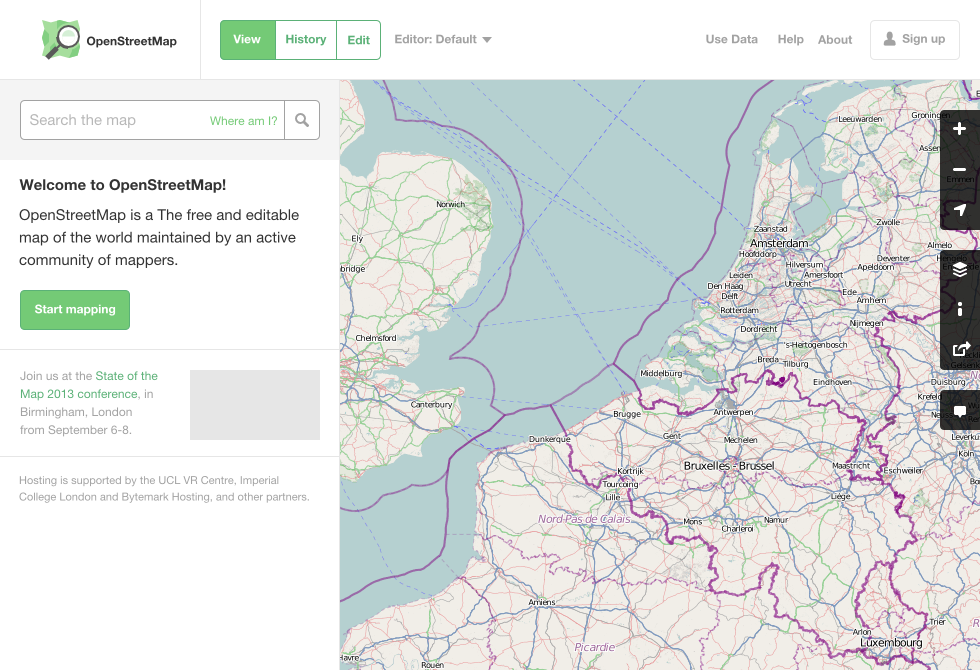 OpenStreetMap
View
History
Edit
Editor: Default
Use Data
Help
About
Sign up
Search the map
Where am I?
Welcome to OpenStreetMap!
OpenStreetMap is a The free and editable
map of the world maintained by an active
community of mappers.
Start mapping
Join us at the State of the
Map 2013 conference, in
Birmingham, London
from September 6-8.
Hosting is supported by the UCL VR Centre, Imperial
College London and Bytemark Hosting, and other partners.
Leeuwarden
Groningen
Assen
Emmen
Norwich
Ely
bridge
Zwolle
Zaanstad
Amsterdam
Hoofddorp
Almelo
Hengelo
Deventer
Hilversum
Apeldoorn
Leiden
Amersfoort
Utrecht
Den Haag
Delft
Ede
Arnhem
Rotterdam
Dordrecht
Nijmegen
Chelmsford
's-Hertogenbosch
Breda
Tilburg
Middelburg
Eindhoven
Duisburg
Canterbury
Brugge
Antwerpen
Dunkerque
Gent
Mechelen
Köln
Bruxelles - Brussel
Maastricht
Eschweiler
Kortrijk
Tourcoing
Lille
Liège
Nord-Pas de Calais
Mons
Namur
Charleroi
Amiens
Trier
Arlon
Luxembourg
Picardie
Havre
Rouen